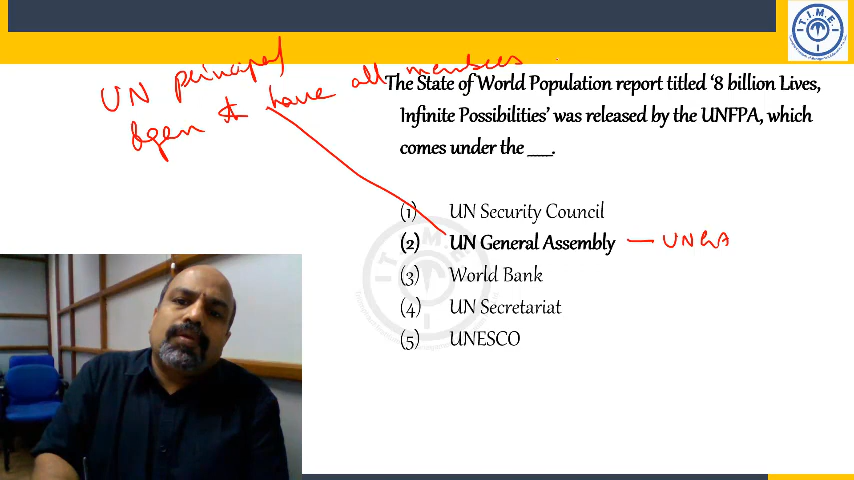 T.I.M.E.
UN principal
Organ & have all members
The State of World Population report titled ‘8 billion Lives,
Infinite Possibilities’ was released by the UNFPA, which
comes under the ___.
(1) UN Security Council
(2) UN General Assembly — UNGA
(3) World Bank
(4) UN Secretariat
(5) UNESCO